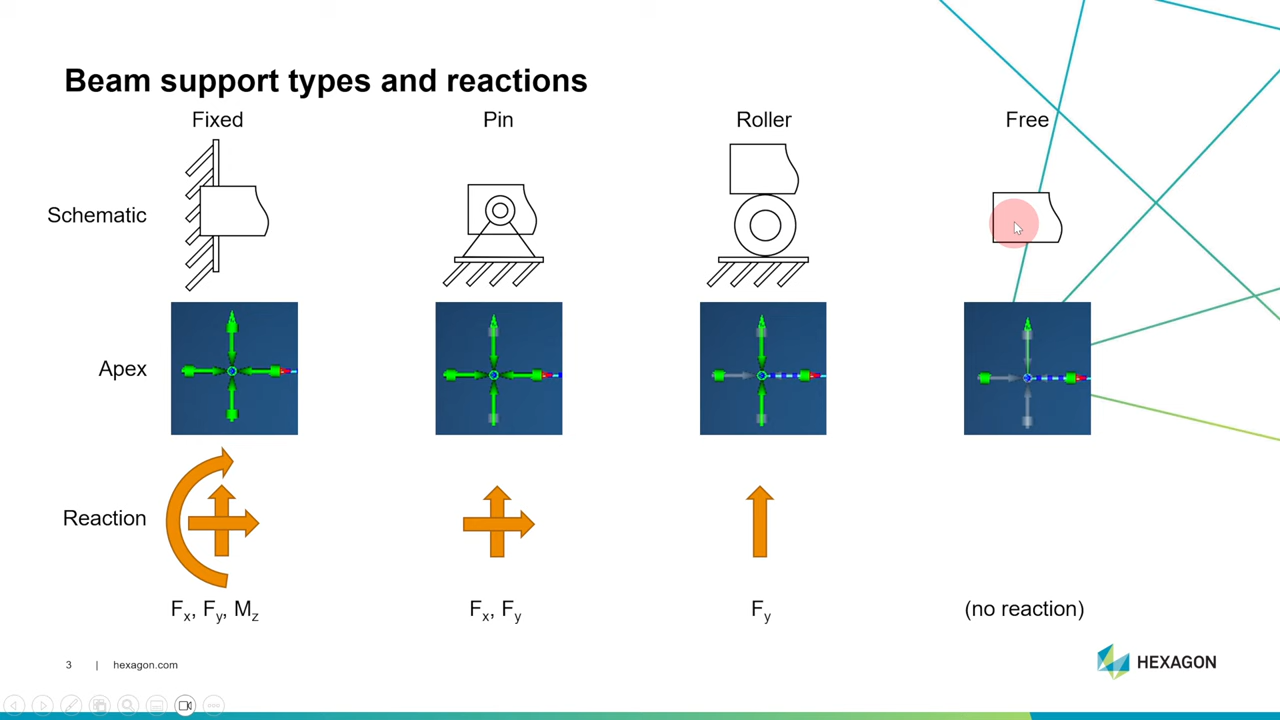 Beam support types and reactions
Fixed Pin Roller Free
Schematic
Apex
Reaction
Fx, Fy, Mz Fx, Fy Fy (no reaction)
3 | hexagon.com
HEXAGON